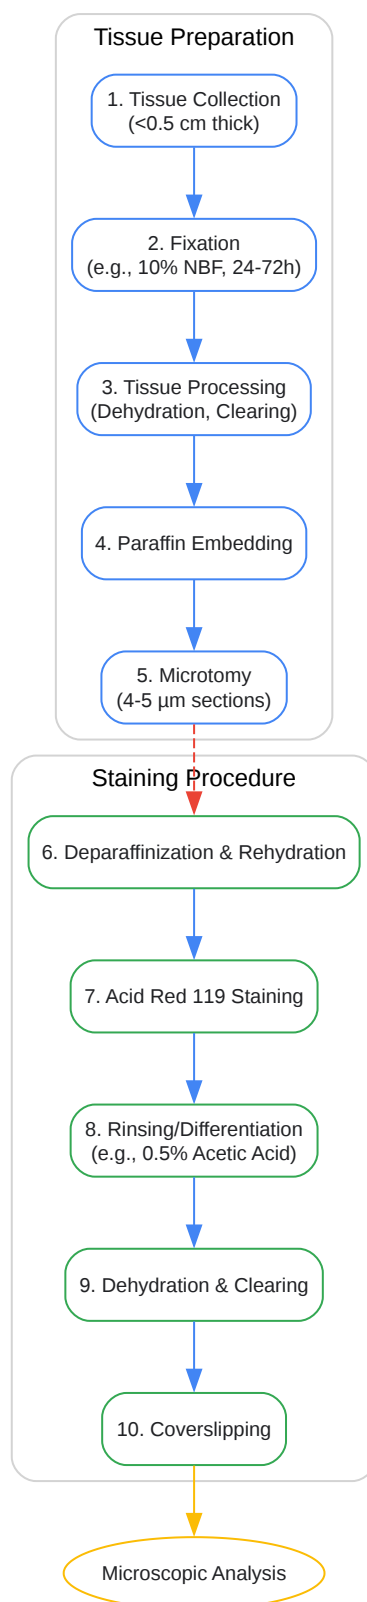 Tissue Preparation
1. Tissue Collection
(<0.5 cm thick)
2. Fixation
(e.g., 10% NBF, 24-72h)
3. Tissue Processing
(Dehydration, Clearing)
4. Paraffin Embedding
5. Microtomy
(4-5 µm sections)
Staining Procedure
6. Deparaffinization & Rehydration
7. Acid Red 119 Staining
8. Rinsing/Differentiation
(e.g., 0.5% Acetic Acid)
9. Dehydration & Clearing
10. Coverslipping
Microscopic Analysis